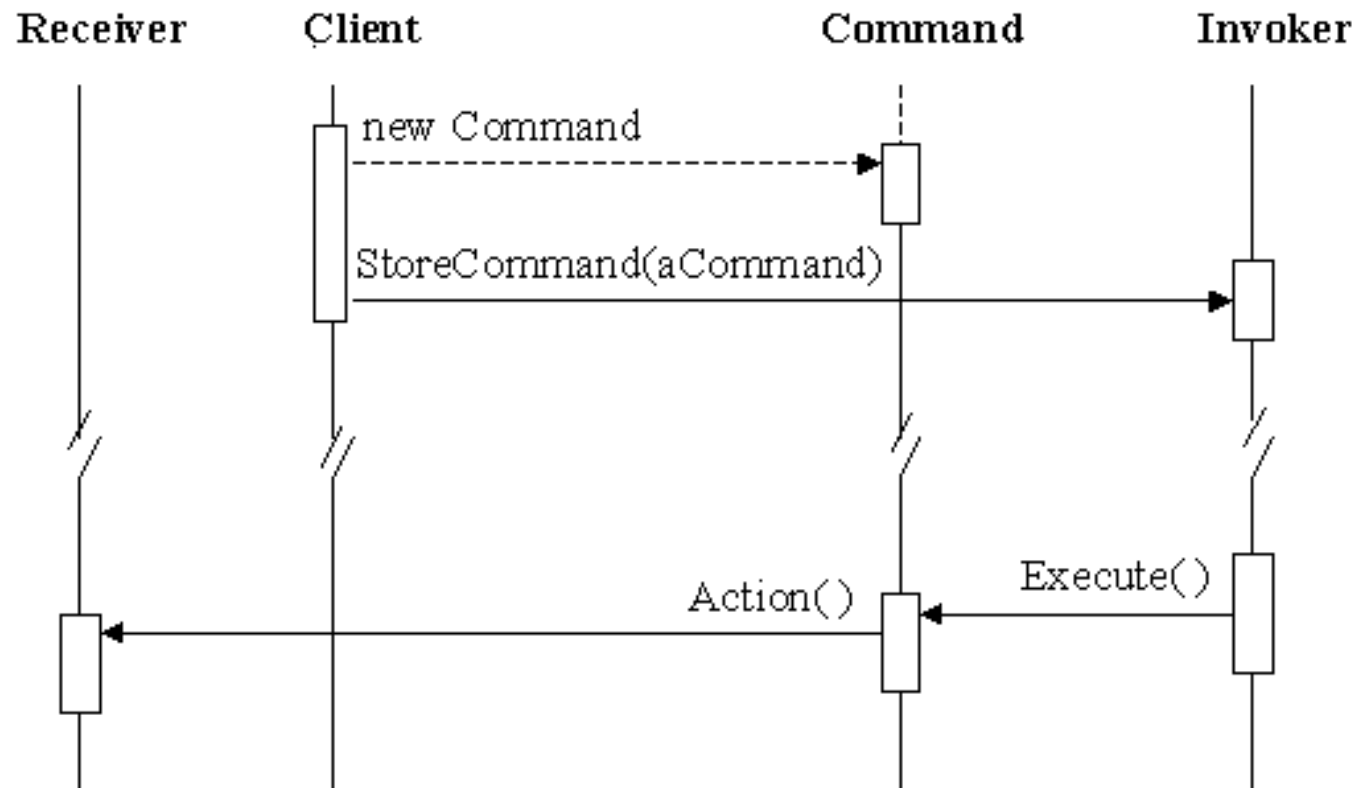 Receiver Client Command Invoker
new Command
StoreCommand(aCommand)
Execute()
Action()